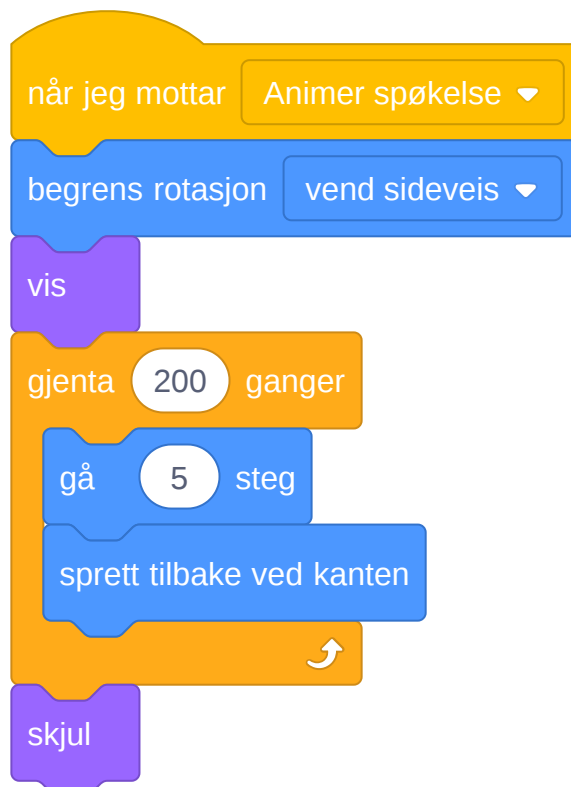 når jeg mottar Animer spøkelse
begrens rotasjon vend sideveis
vis
gjenta 200 ganger
gå 5 steg
sprett tilbake ved kanten
skjul